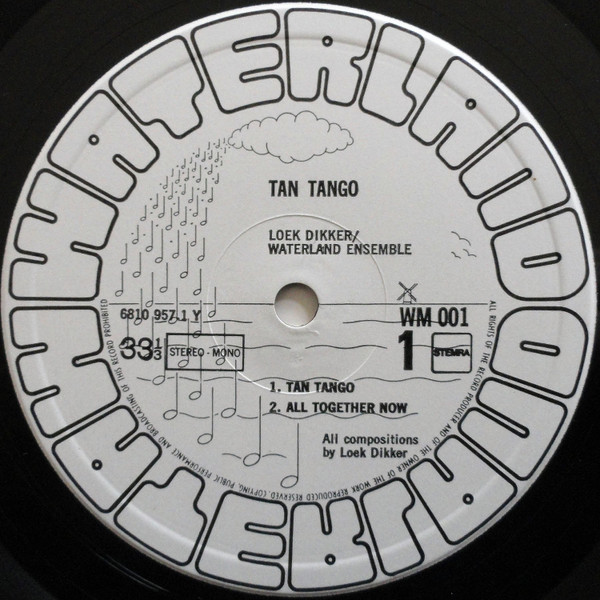 WATERLAND
TAN TANGO
LOEK DIKKER/
WATERLAND ENSEMBLE
6810 957-1 Y
WM 001
33 1/3
STEREO - MONO
1
STEMRA
1. TAN TANGO
2. ALL TOGETHER NOW
All compositions
by Loek Dikker
ALL RIGHTS OF THE RECORD PRODUCER AND OF THE OWNER OF THE WORK REPRODUCED RESERVED. COPYING, PUBLIC PERFORMANCE AND BROADCASTING OF THIS RECORD PROHIBITED
WATERLAND